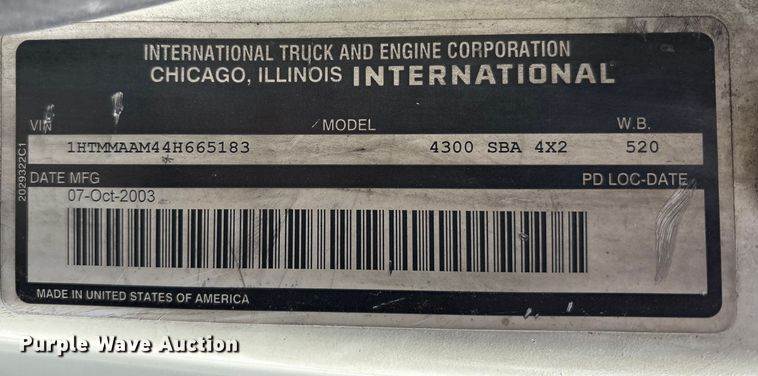 INTERNATIONAL TRUCK AND ENGINE CORPORATION
CHICAGO, ILLINOIS INTERNATIONAL
VIN MODEL W.B.
1HTMMAAM44H665183 4300 SBA 4X2 520
DATE MFG PD LOC-DATE
07-Oct-2003
MADE IN UNITED STATES OF AMERICA
2029322C1
Purple Wave Auction